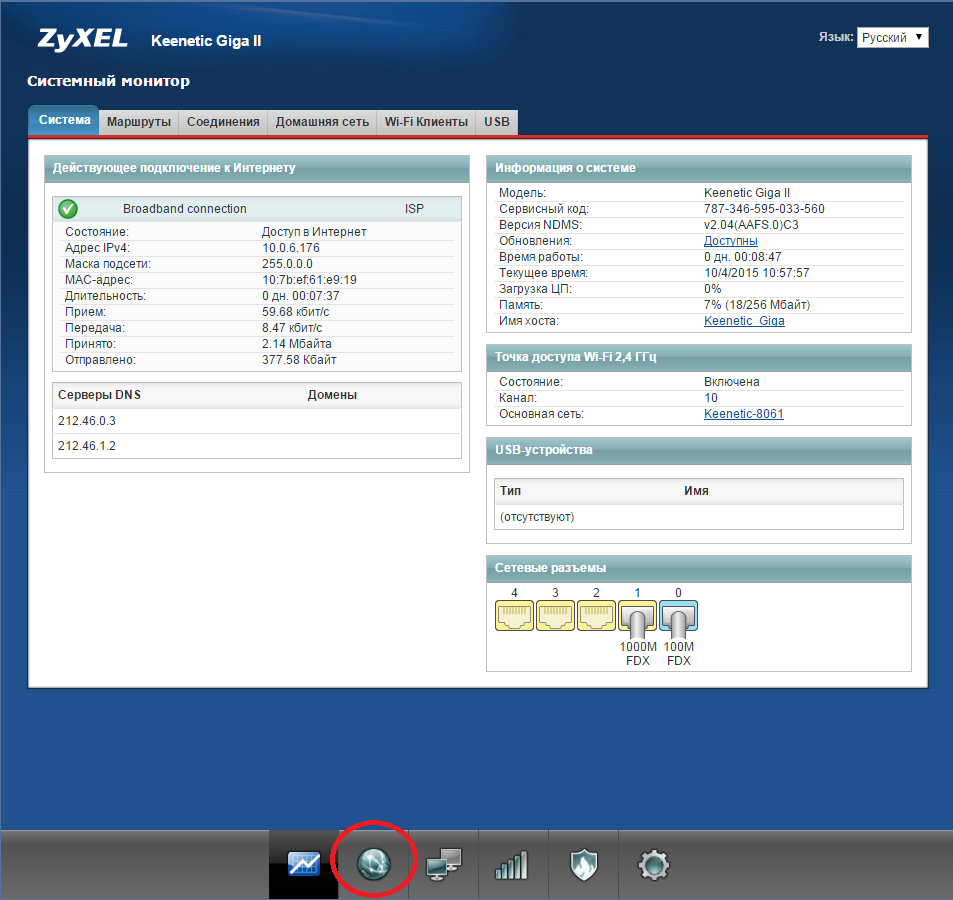 ZyXEL Keenetic Giga II
Язык: Русский
Системный монитор
Система Маршруты Соединения Домашняя сеть Wi-Fi Клиенты USB
Действующее подключение к Интернету
Broadband connection ISP
Состояние: Доступ в Интернет
Адрес IPv4: 10.0.6.176
Маска подсети: 255.0.0.0
MAC-адрес: 10:7b:ef:61:e9:19
Длительность: 0 дн. 00:07:37
Прием: 59.68 кбит/с
Передача: 8.47 кбит/с
Принято: 2.14 Мбайта
Отправлено: 377.58 Кбайт
Серверы DNS Домены
212.46.0.3
212.46.1.2
Информация о системе
Модель: Keenetic Giga II
Сервисный код: 787-346-595-033-560
Версия NDMS: v2.04(AAFS.0)C3
Обновления: Доступны
Время работы: 0 дн. 00:08:47
Текущее время: 10/4/2015 10:57:57
Загрузка ЦП: 0%
Память: 7% (18/256 Мбайт)
Имя хоста: Keenetic_Giga
Точка доступа Wi-Fi 2,4 ГГц
Состояние: Включена
Канал: 10
Основная сеть: Keenetic-8061
USB-устройства
Тип Имя
(отсутствуют)
Сетевые разъемы
4 3 2 1 0
1000M 100M
FDX FDX